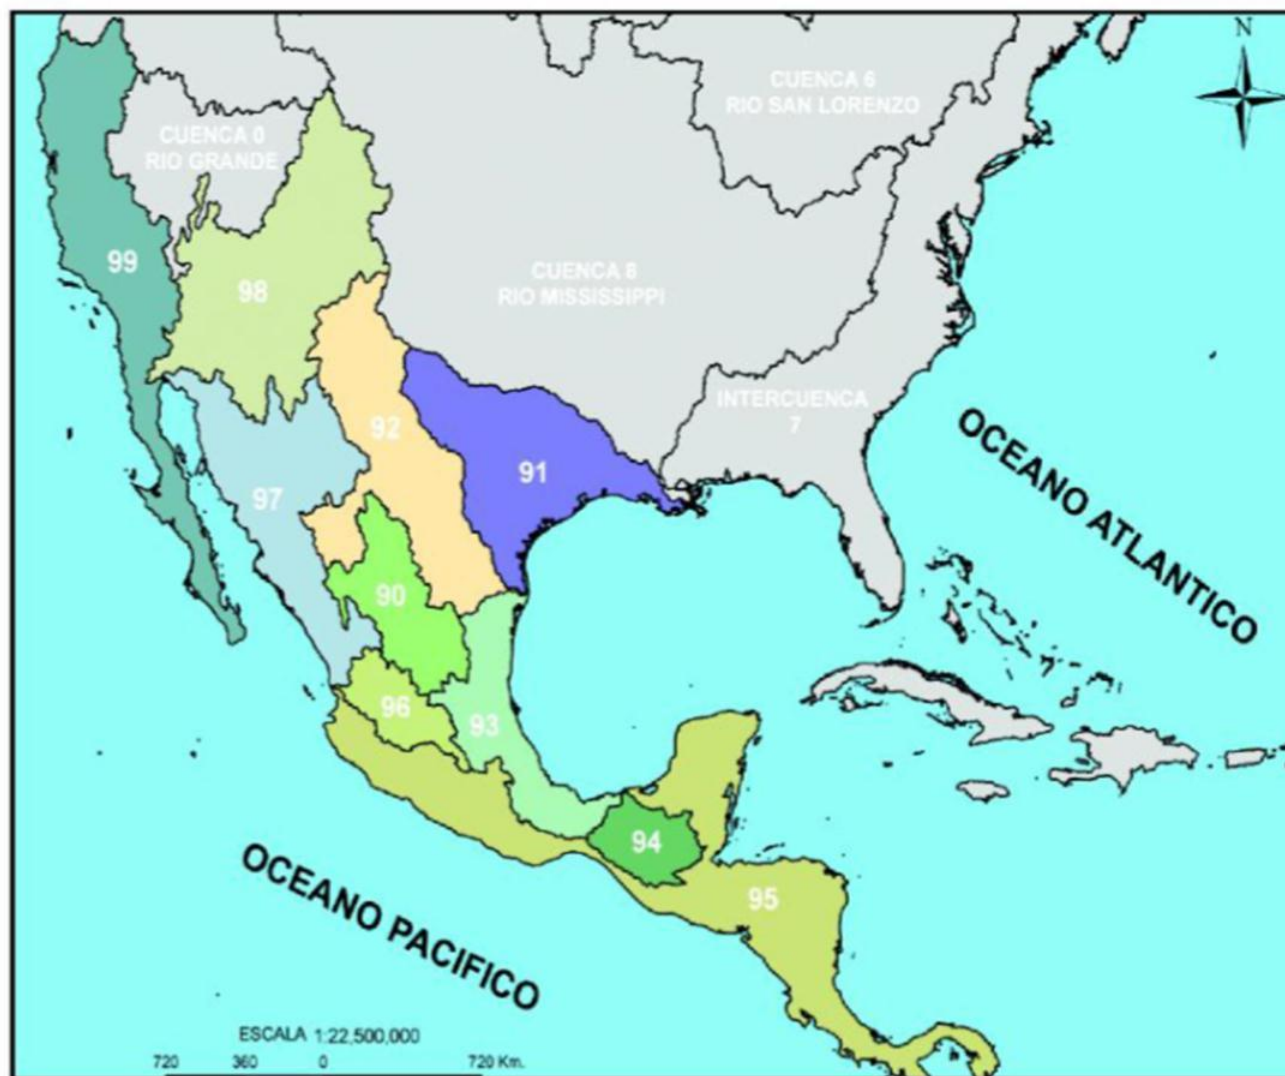 N
CUENCA 6
RIO SAN LORENZO
CUENCA 0
RIO GRANDE
99
98
CUENCA 8
RIO MISSISSIPPI
INTERCUENCA
7
92
91
97
OCEANO ATLANTICO
90
96
93
94
95
OCEANO PACIFICO
ESCALA 1:22,500,000
720 360 0 720 Km.